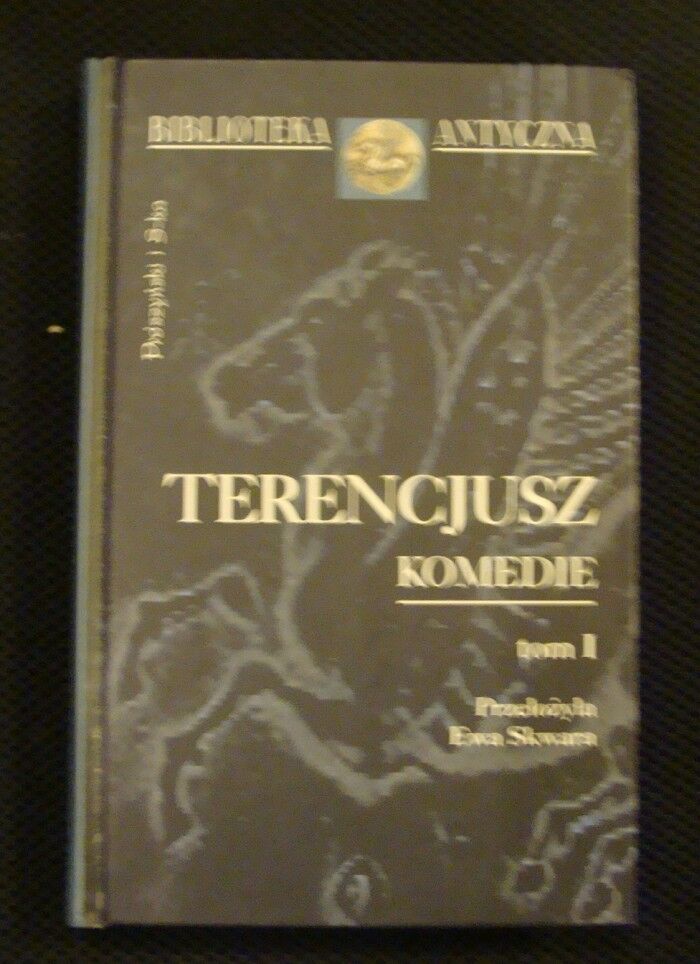 BIBLIOTEKA ANTYCZNA
Prószyński i S-ka
TERENCJUSZ
KOMEDIE
tom I
Przełożyła
Ewa Skwara